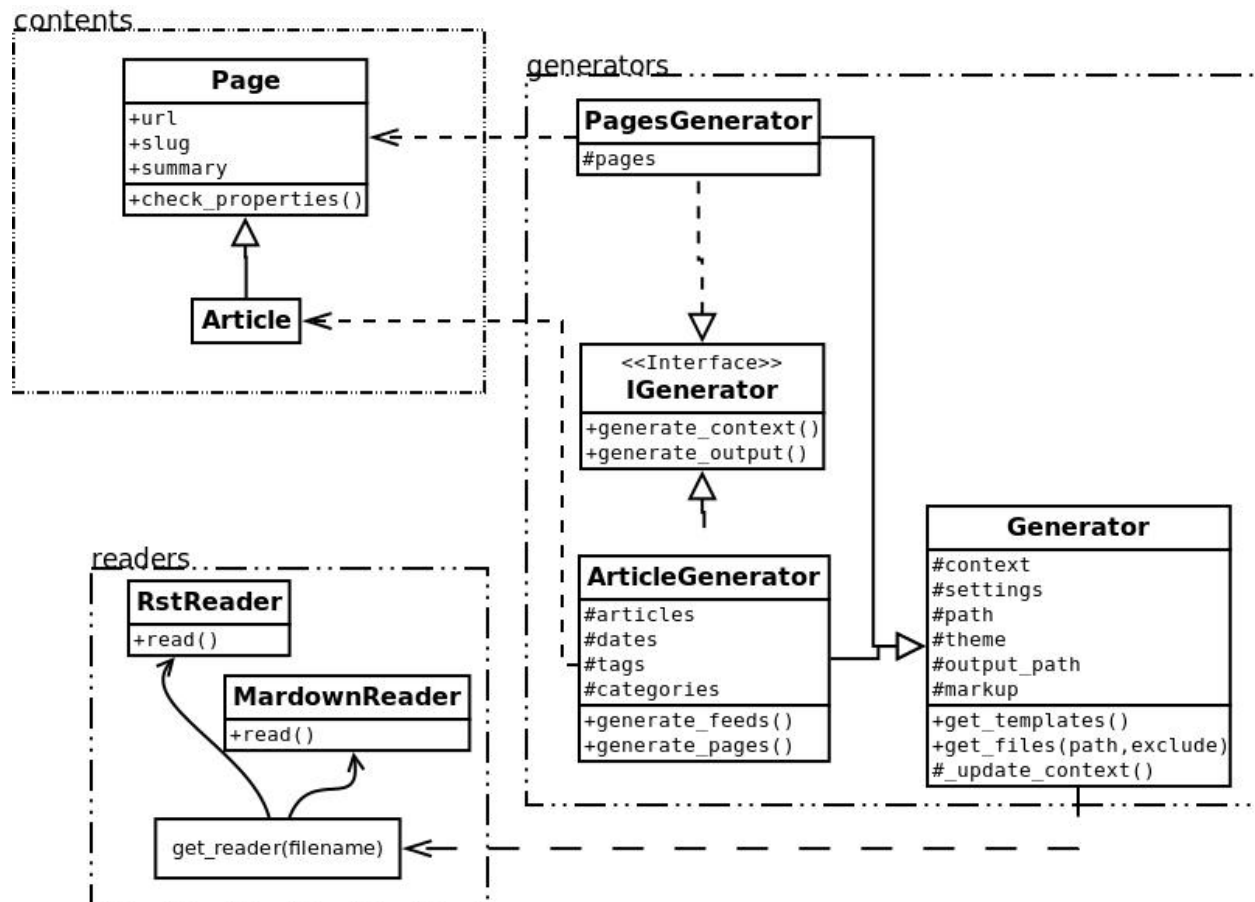 contents
Page
+url
+slug
+summary
+check_properties()
Article
generators
PagesGenerator
#pages
<<Interface>>
IGenerator
+generate_context()
+generate_output()
ArticleGenerator
#articles
#dates
#tags
#categories
+generate_feeds()
+generate_pages()
Generator
#context
#settings
#path
#theme
#output_path
#markup
+get_templates()
+get_files(path,exclude)
#_update_context()
readers
RstReader
+read()
MardownReader
+read()
get_reader(filename)